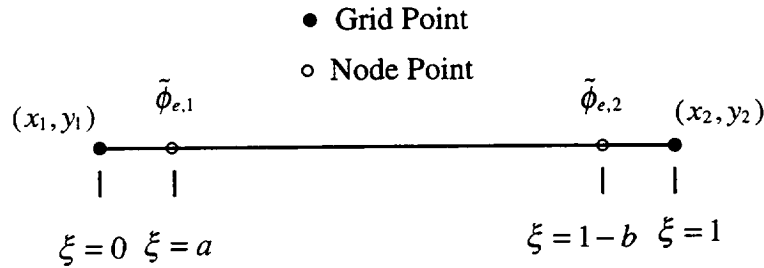 ● Grid Point
○ Node Point
ϕ̃ₑ,₁ ϕ̃ₑ,₂
(x₁, y₁) (x₂, y₂)
ξ = 0 ξ = a ξ = 1 − b ξ = 1